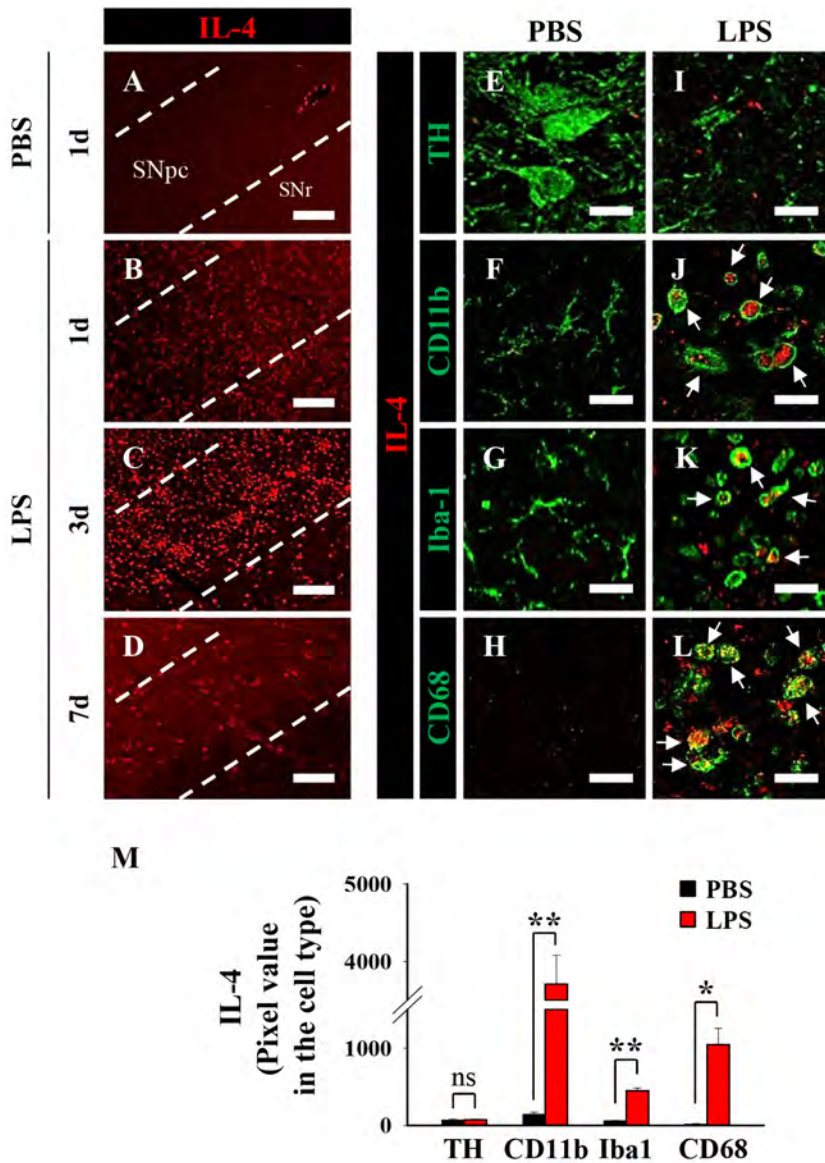 IL-4
PBS LPS
PBS
1d
A
SNpc
SNr
LPS
1d
B
3d
C
7d
D
IL-4
TH
E
I
CD11b
F
J
Iba-1
G
K
CD68
H
L
M
IL-4
(Pixel value
in the cell type)
5000
4000
1000
0
PBS
LPS
ns
**
**
*
TH CD11b Iba1 CD68